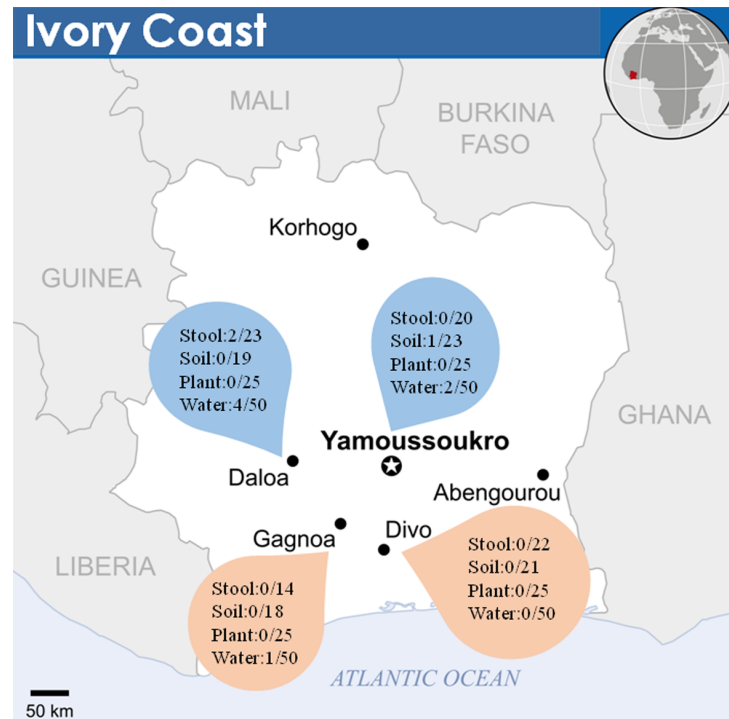 Ivory Coast
MALI
BURKINA
FASO
Korhogo
GUINEA
Stool:2/23
Soil:0/19
Plant:0/25
Water:4/50
Stool:0/20
Soil:1/23
Plant:0/25
Water:2/50
GHANA
Yamoussoukro
Daloa
Abengourou
Gagnoa
Divo
LIBERIA
Stool:0/14
Soil:0/18
Plant:0/25
Water:1/50
Stool:0/22
Soil:0/21
Plant:0/25
Water:0/50
ATLANTIC OCEAN
50 km